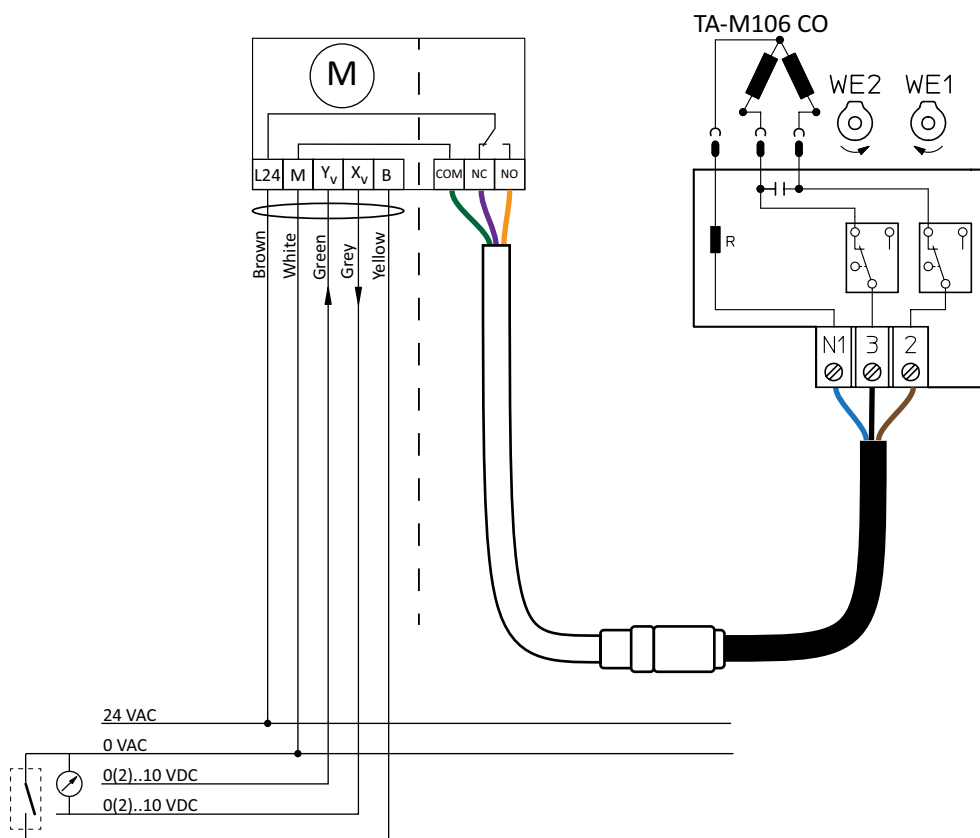 TA-M106 CO
M
WE2
WE1
L24 M Yv Xv B COM NC NO
R
Brown
White
Green
Grey
Yellow
N1 3 2
24 VAC
0 VAC
0(2)..10 VDC
0(2)..10 VDC